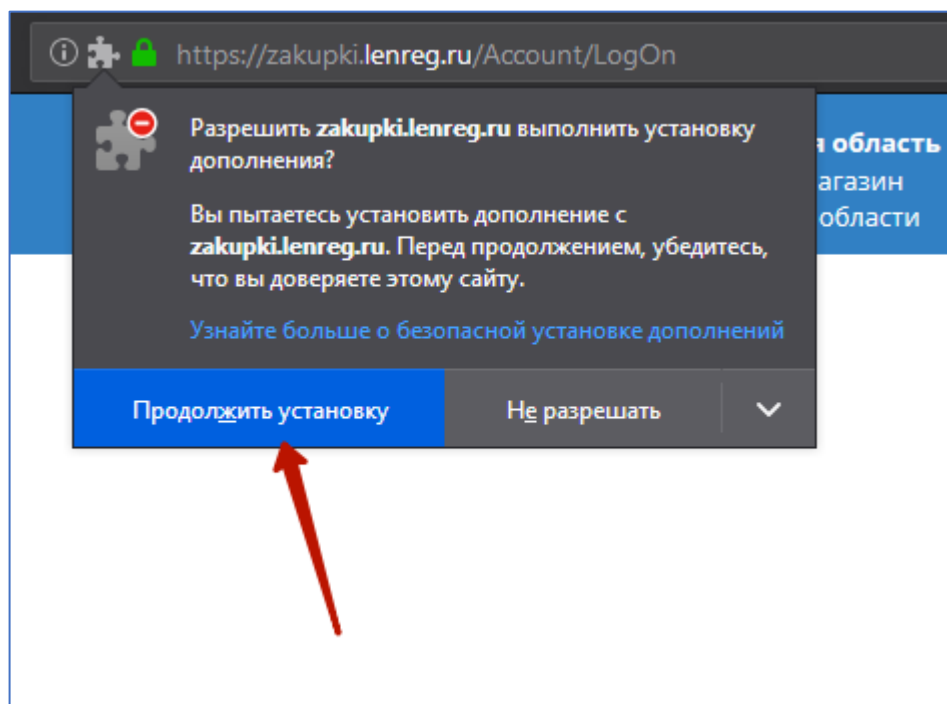 https://zakupki.lenreg.ru/Account/LogOn
Разрешить zakupki.lenreg.ru выполнить установку
дополнения?
Вы пытаетесь установить дополнение с
zakupki.lenreg.ru. Перед продолжением, убедитесь,
что вы доверяете этому сайту.
Узнайте больше о безопасной установке дополнений
Продолжить установку
Не разрешать
область
области